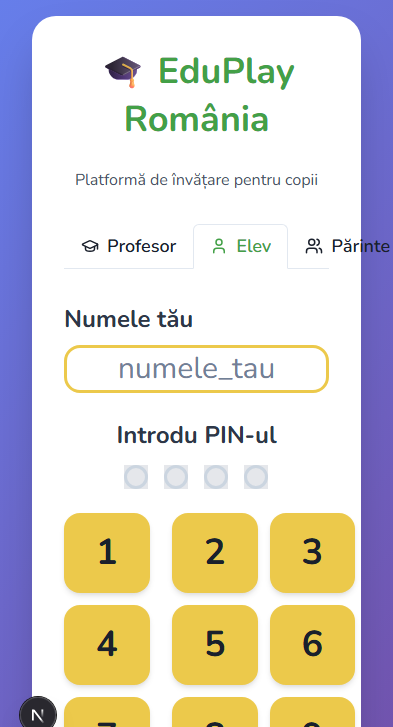 EduPlay
România
Platformă de învățare pentru copii
Profesor Elev Părinte
Numele tău
numele_tau
Introdu PIN-ul
1 2 3
4 5 6
N